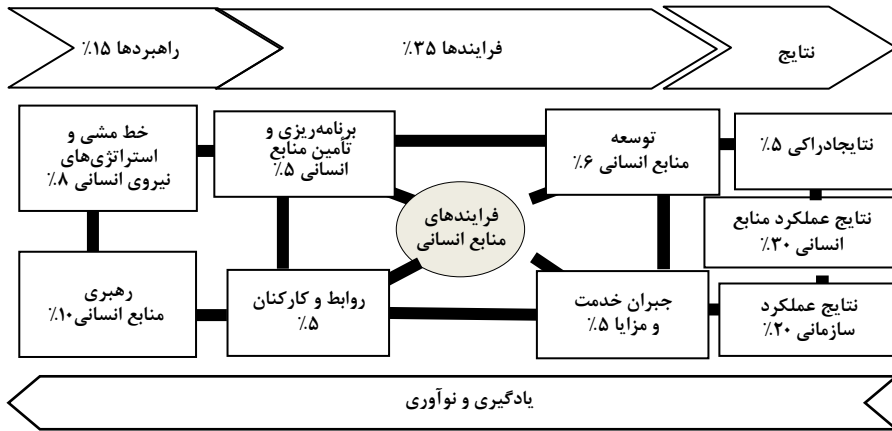 راهبردها ۱۵٪
فرایندها ۳۵٪
نتایج
خط مشی و
استراتژی‌های
نیروی انسانی ۸٪
برنامه‌ریزی و
تأمین منابع
انسانی ۵٪
توسعه
منابع انسانی ۶٪
نتایجادراکی ۵٪
فرایندهای
منابع انسانی
نتایج عملکرد منابع
انسانی ۳۰٪
رهبری
منابع انسانی۱۰٪
روابط و کارکنان
۵٪
جبران خدمت
و مزایا ۵٪
نتایج عملکرد
سازمانی ۲۰٪
یادگیری و نوآوری